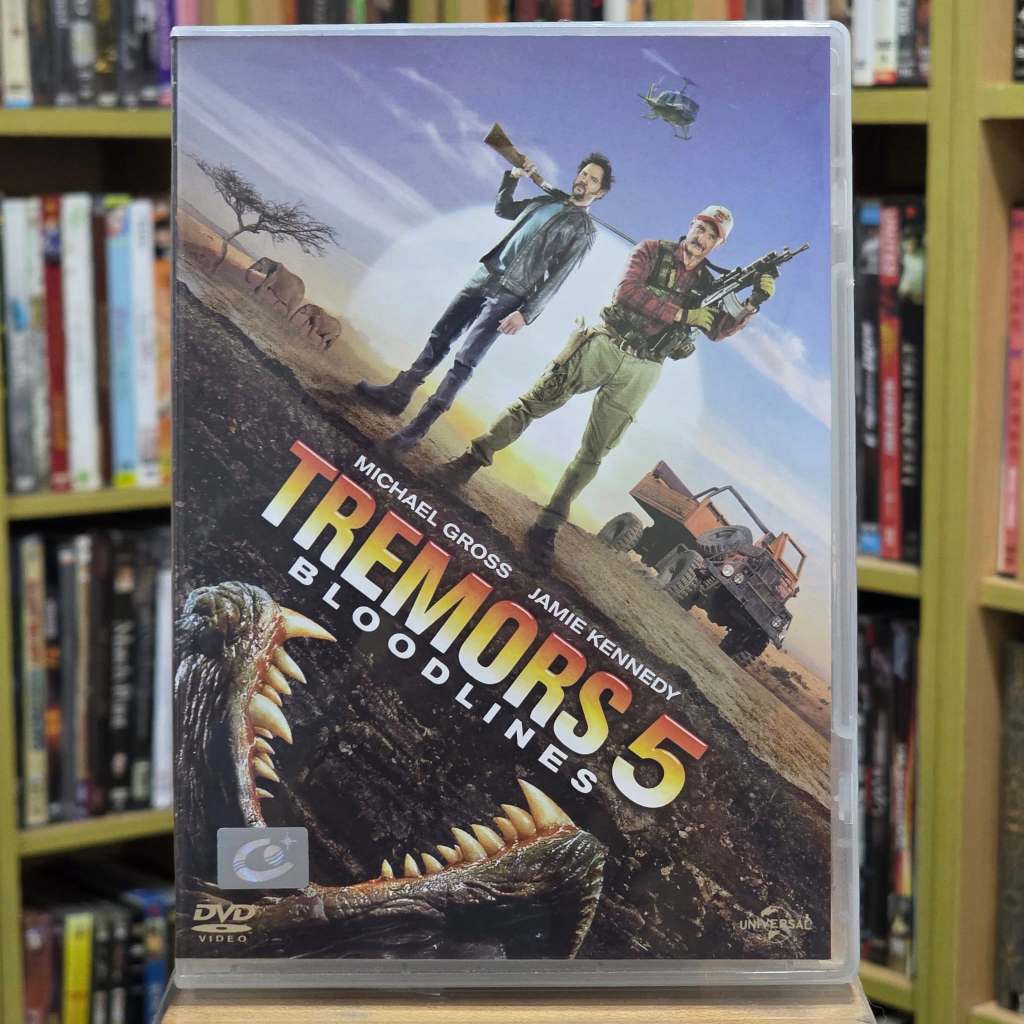 MICHAEL GROSS JAMIE KENNEDY
TREMORS 5
BLOODLINES
DVD
VIDEO
UNIVERSAL